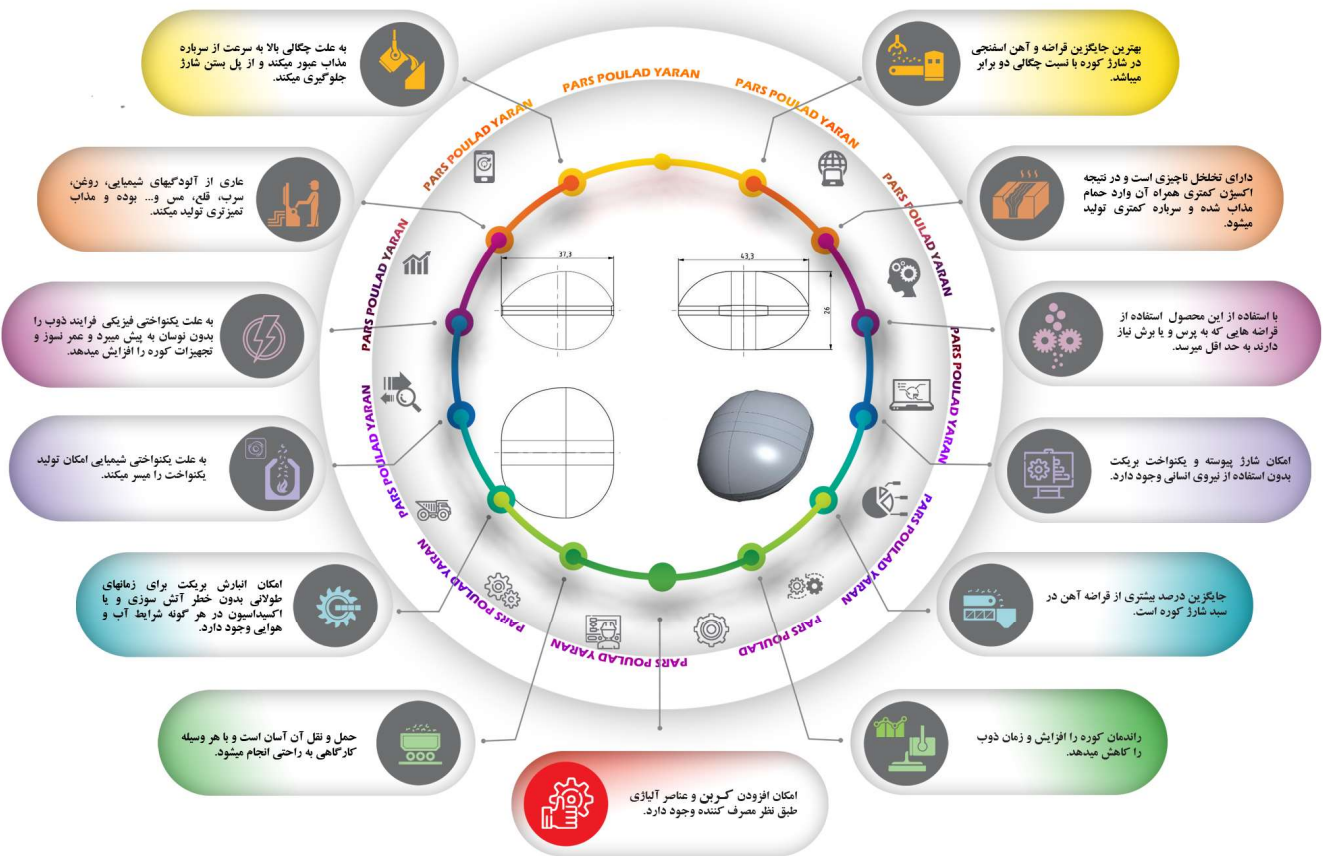 بهترین جایگزین قراضه و آهن اسفنجی
در شارژ کوره با نسبت چگالی دو برابر
میباشد.
دارای تخلخل ناچیزی است و در نتیجه
اکسیژن کمتری همراه آن وارد حمام
مذاب شده و سرباره کمتری تولید
میشود.
با استفاده از این محصول استفاده از
قراضه هایی که به پرس و یا برش نیاز
دارند به حد اقل میرسد.
امکان شارژ پیوسته و یکنواخت بریکت
بدون استفاده از نیروی انسانی وجود دارد.
جایگزین درصد بیشتری از قراضه آهن در
سبد شارژ کوره است.
راندمان کوره را افزایش و زمان ذوب
را کاهش میدهد.
امکان افزودن کـربن و عناصر آلیاژی
طبق نظر مصرف کننده وجود دارد.
حمل و نقل آن آسان است و با هر وسیله
کارگاهی به راحتی انجام میشود.
امکان انبارش بریکت برای زمانهای
طولانی بدون خطر آتش سوزی و یا
اکسیداسیون در هر گونه شرایط آب و
هوایی وجود دارد.
به علت یکنواختی شیمیایی امکان تولید
یکنواخت را میسر میکند.
به علت یکنواختی فیزیکی فرایند ذوب را
بدون نوسان به پیش میبرد و عمر نسوز و
تجهیزات کوره را افزایش میدهد.
عاری از آلودگیهای شیمیایی، روغن،
سرب، قلع، مس و... بوده و مذاب
تمیزتری تولید میکند.
به علت چگالی بالا به سرعت از سرباره
مذاب عبور میکند و از پل بستن شارژ
جلوگیری میکند.
PARS POULAD YARAN
PARS POULAD YARAN
PARS POULAD YARAN
PARS POULAD YARAN
PARS POULAD YARAN
PARS POULAD
PARS POULAD YARAN
PARS POULAD YARAN
PARS POULAD YARAN
PARS POULAD YARAN
PARS POULAD YARAN
37,3
43,3
26